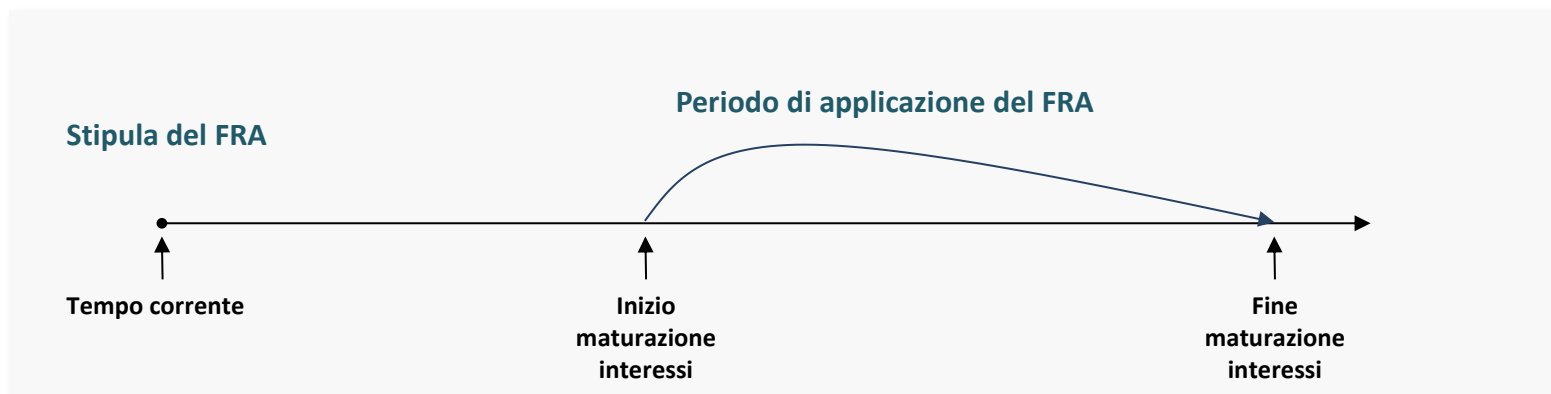 Periodo di applicazione del FRA
Stipula del FRA
Tempo corrente
Inizio
maturazione
interessi
Fine
maturazione
interessi